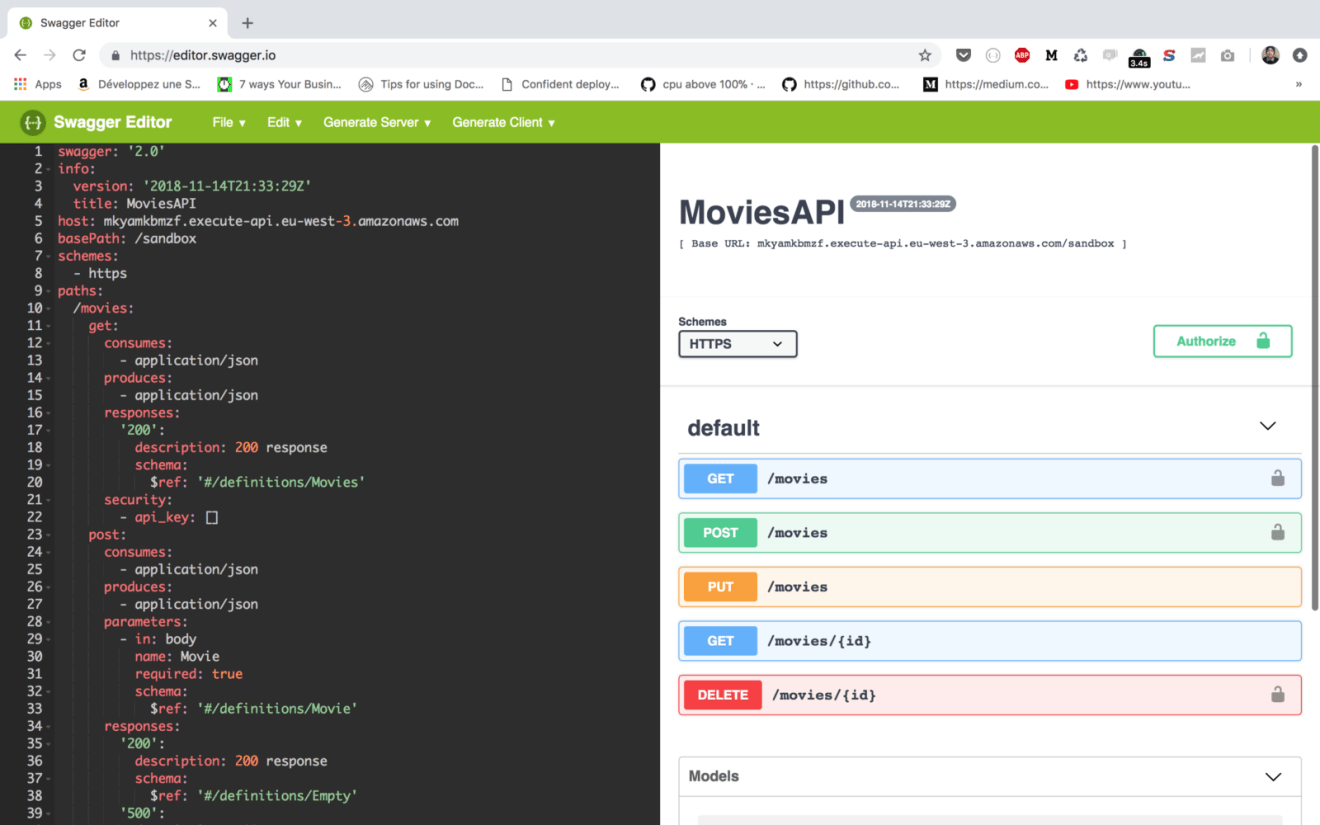 Swagger Editor
https://editor.swagger.io
ABP
M
3.4s
S
Apps
a Développez une S...
7 ways Your Busin...
Tips for using Doc...
Confident deploy...
cpu above 100% · ...
https://github.co...
M https://medium.co...
https://www.youtu...
»
{··} Swagger Editor
File ▾
Edit ▾
Generate Server ▾
Generate Client ▾
1 swagger: '2.0'
2 info:
3 version: '2018-11-14T21:33:29Z'
4 title: MoviesAPI
5 host: mkyamkbmzf.execute-api.eu-west-3.amazonaws.com
6 basePath: /sandbox
7 schemes:
8 - https
9 paths:
10 /movies:
11 get:
12 consumes:
13 - application/json
14 produces:
15 - application/json
16 responses:
17 '200':
18 description: 200 response
19 schema:
20 $ref: '#/definitions/Movies'
21 security:
22 - api_key: []
23 post:
24 consumes:
25 - application/json
26 produces:
27 - application/json
28 parameters:
29 - in: body
30 name: Movie
31 required: true
32 schema:
33 $ref: '#/definitions/Movie'
34 responses:
35 '200':
36 description: 200 response
37 schema:
38 $ref: '#/definitions/Empty'
39 '500':
MoviesAPI 2018-11-14T21:33:29Z
[ Base URL: mkyamkbmzf.execute-api.eu-west-3.amazonaws.com/sandbox ]
Schemes
HTTPS
Authorize
default
GET /movies
POST /movies
PUT /movies
GET /movies/{id}
DELETE /movies/{id}
Models